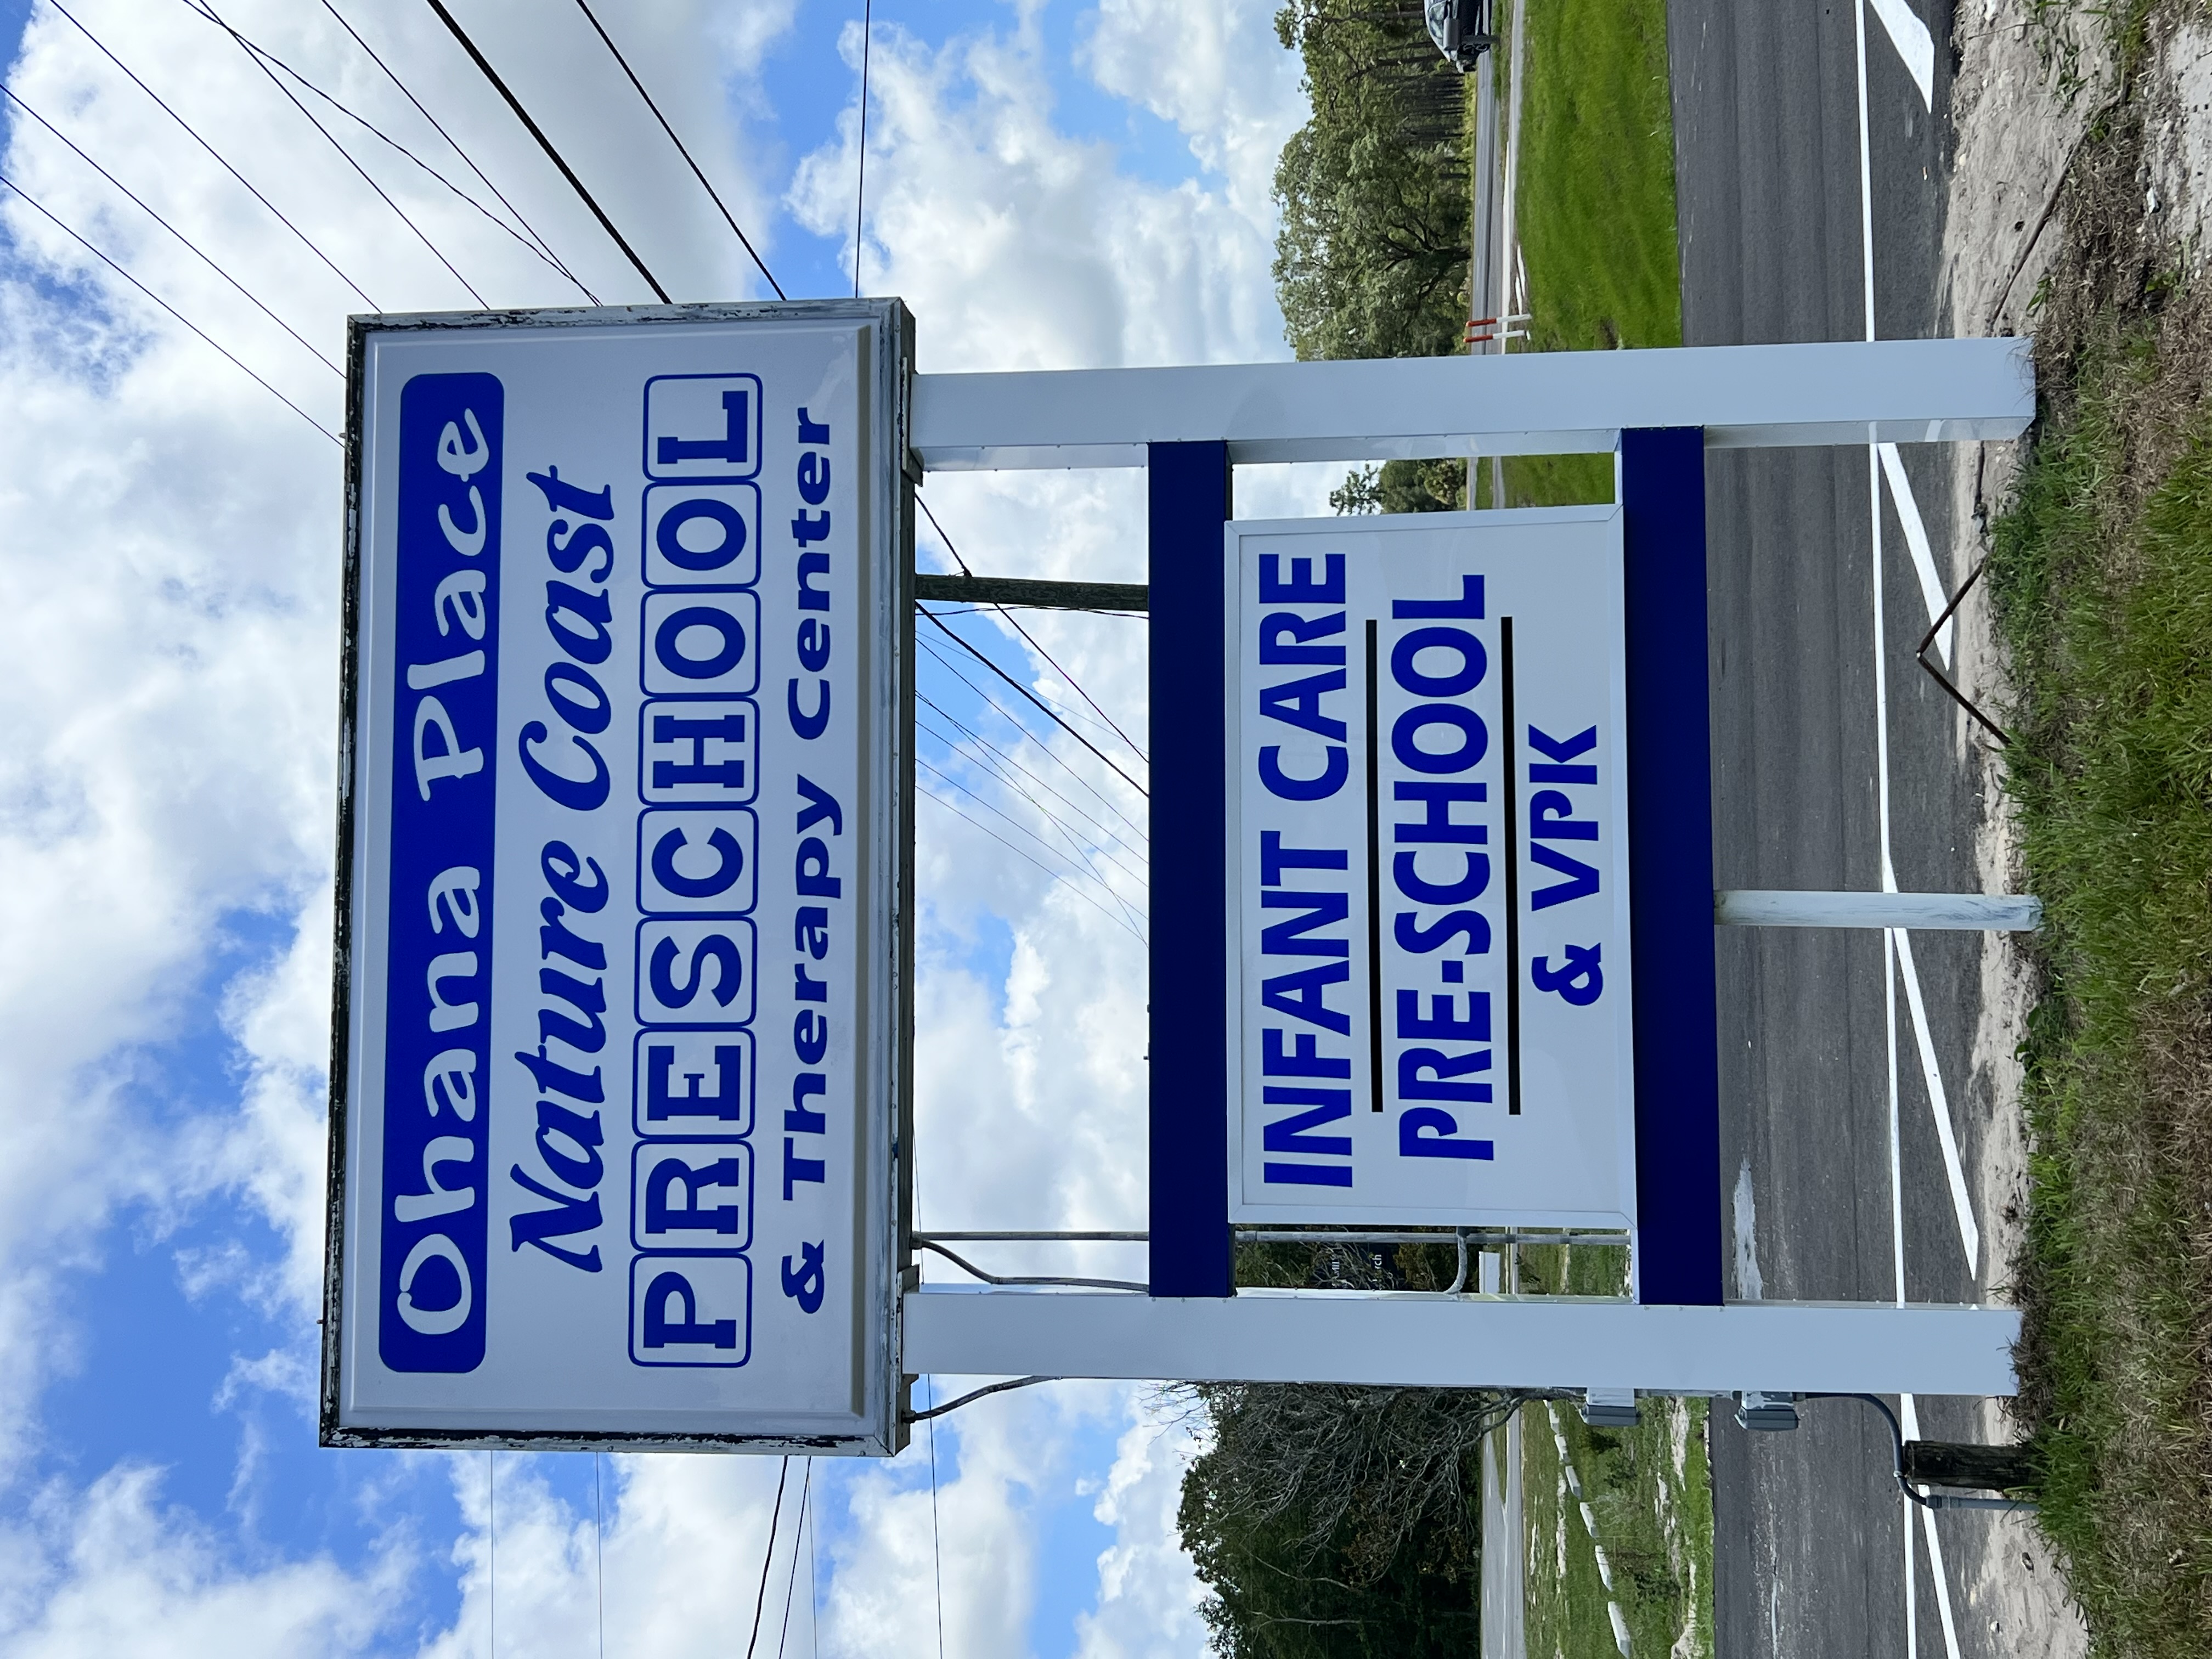 Ohana Place
Nature Coast
PRESCHOOL
& Therapy Center
INFANT CARE
PRE-SCHOOL
& VPK